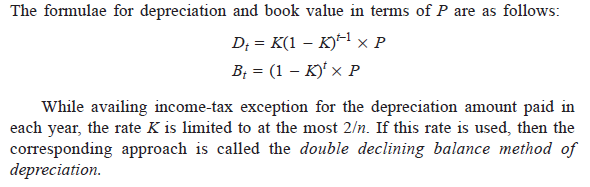 The formulae for depreciation and book value in terms of P are as follows:
Dₜ = K(1 – K)ᵗ⁻¹ × P
Bₜ = (1 – K)ᵗ × P
While availing income-tax exception for the depreciation amount paid in
each year, the rate K is limited to at the most 2/n. If this rate is used, then the
corresponding approach is called the double declining balance method of
depreciation.